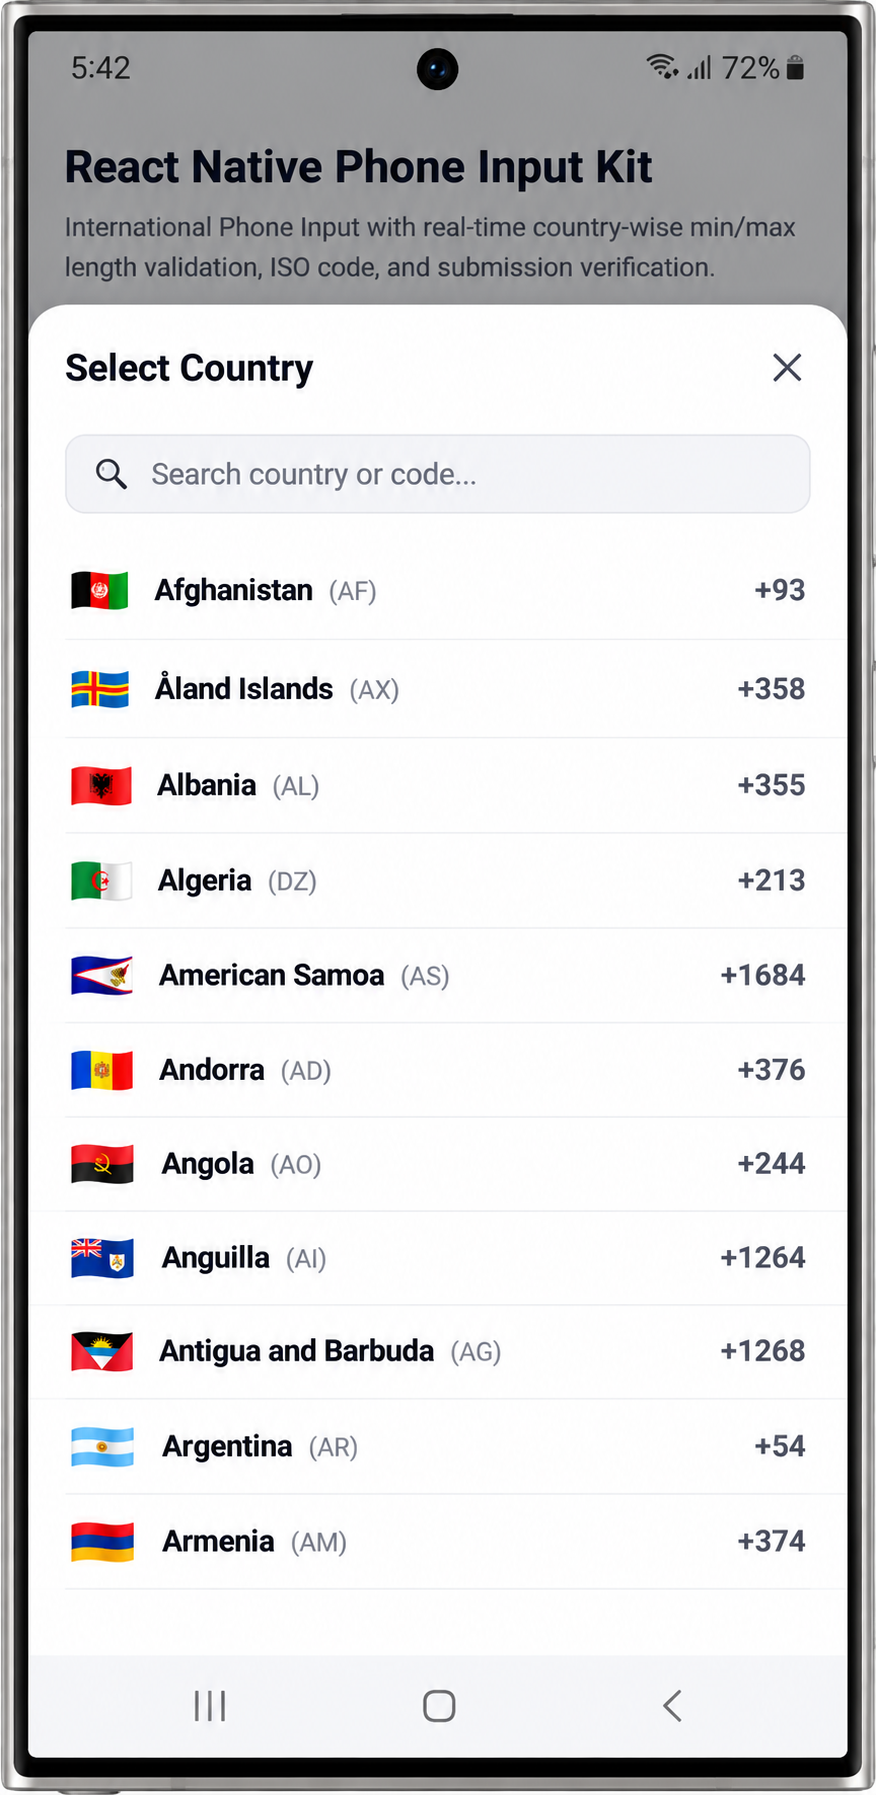 5:42 72%
React Native Phone Input Kit
International Phone Input with real-time country-wise min/max
length validation, ISO code, and submission verification.
Select Country
Search country or code...
Afghanistan (AF) +93
Åland Islands (AX) +358
Albania (AL) +355
Algeria (DZ) +213
American Samoa (AS) +1684
Andorra (AD) +376
Angola (AO) +244
Anguilla (AI) +1264
Antigua and Barbuda (AG) +1268
Argentina (AR) +54
Armenia (AM) +374